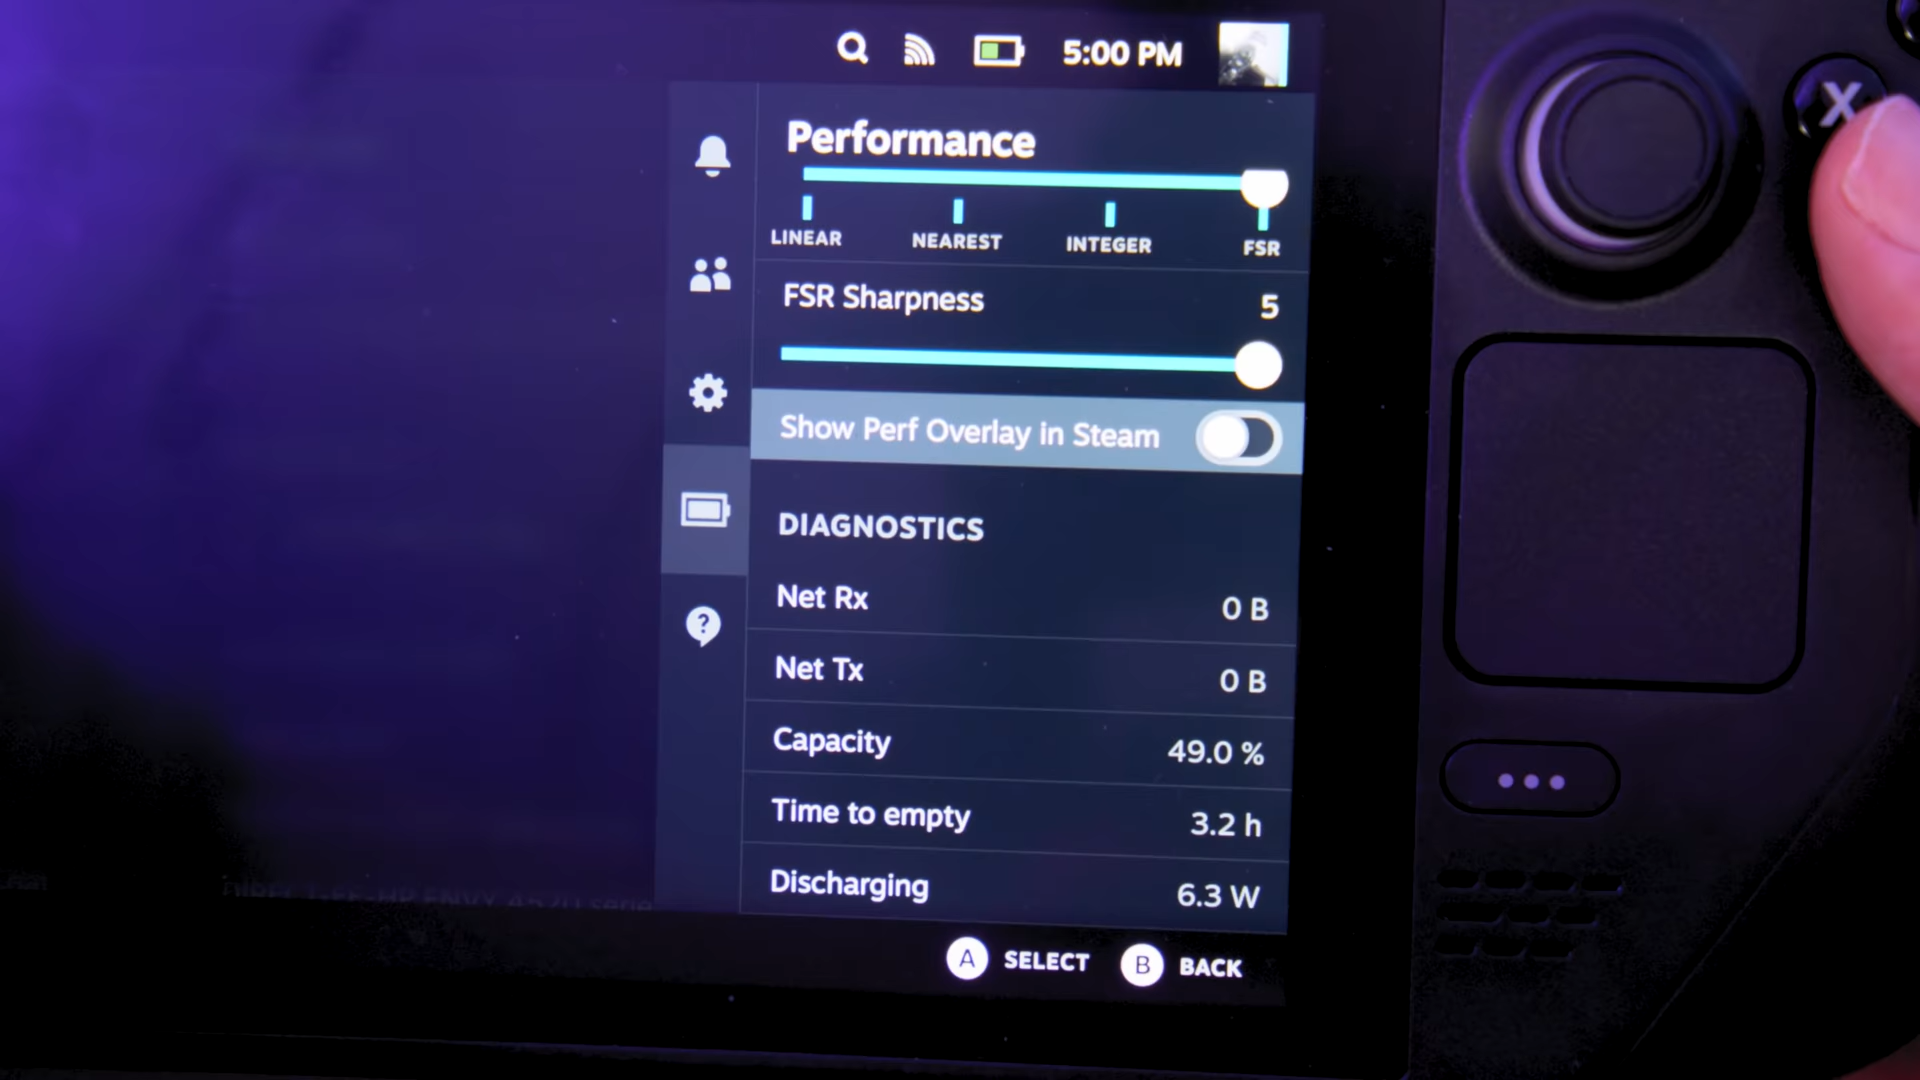 5:00 PM
X
Performance
LINEAR NEAREST INTEGER FSR
FSR Sharpness 5
Show Perf Overlay in Steam
DIAGNOSTICS
Net Rx 0 B
Net Tx 0 B
Capacity 49.0 %
Time to empty 3.2 h
Discharging 6.3 W
A SELECT B BACK